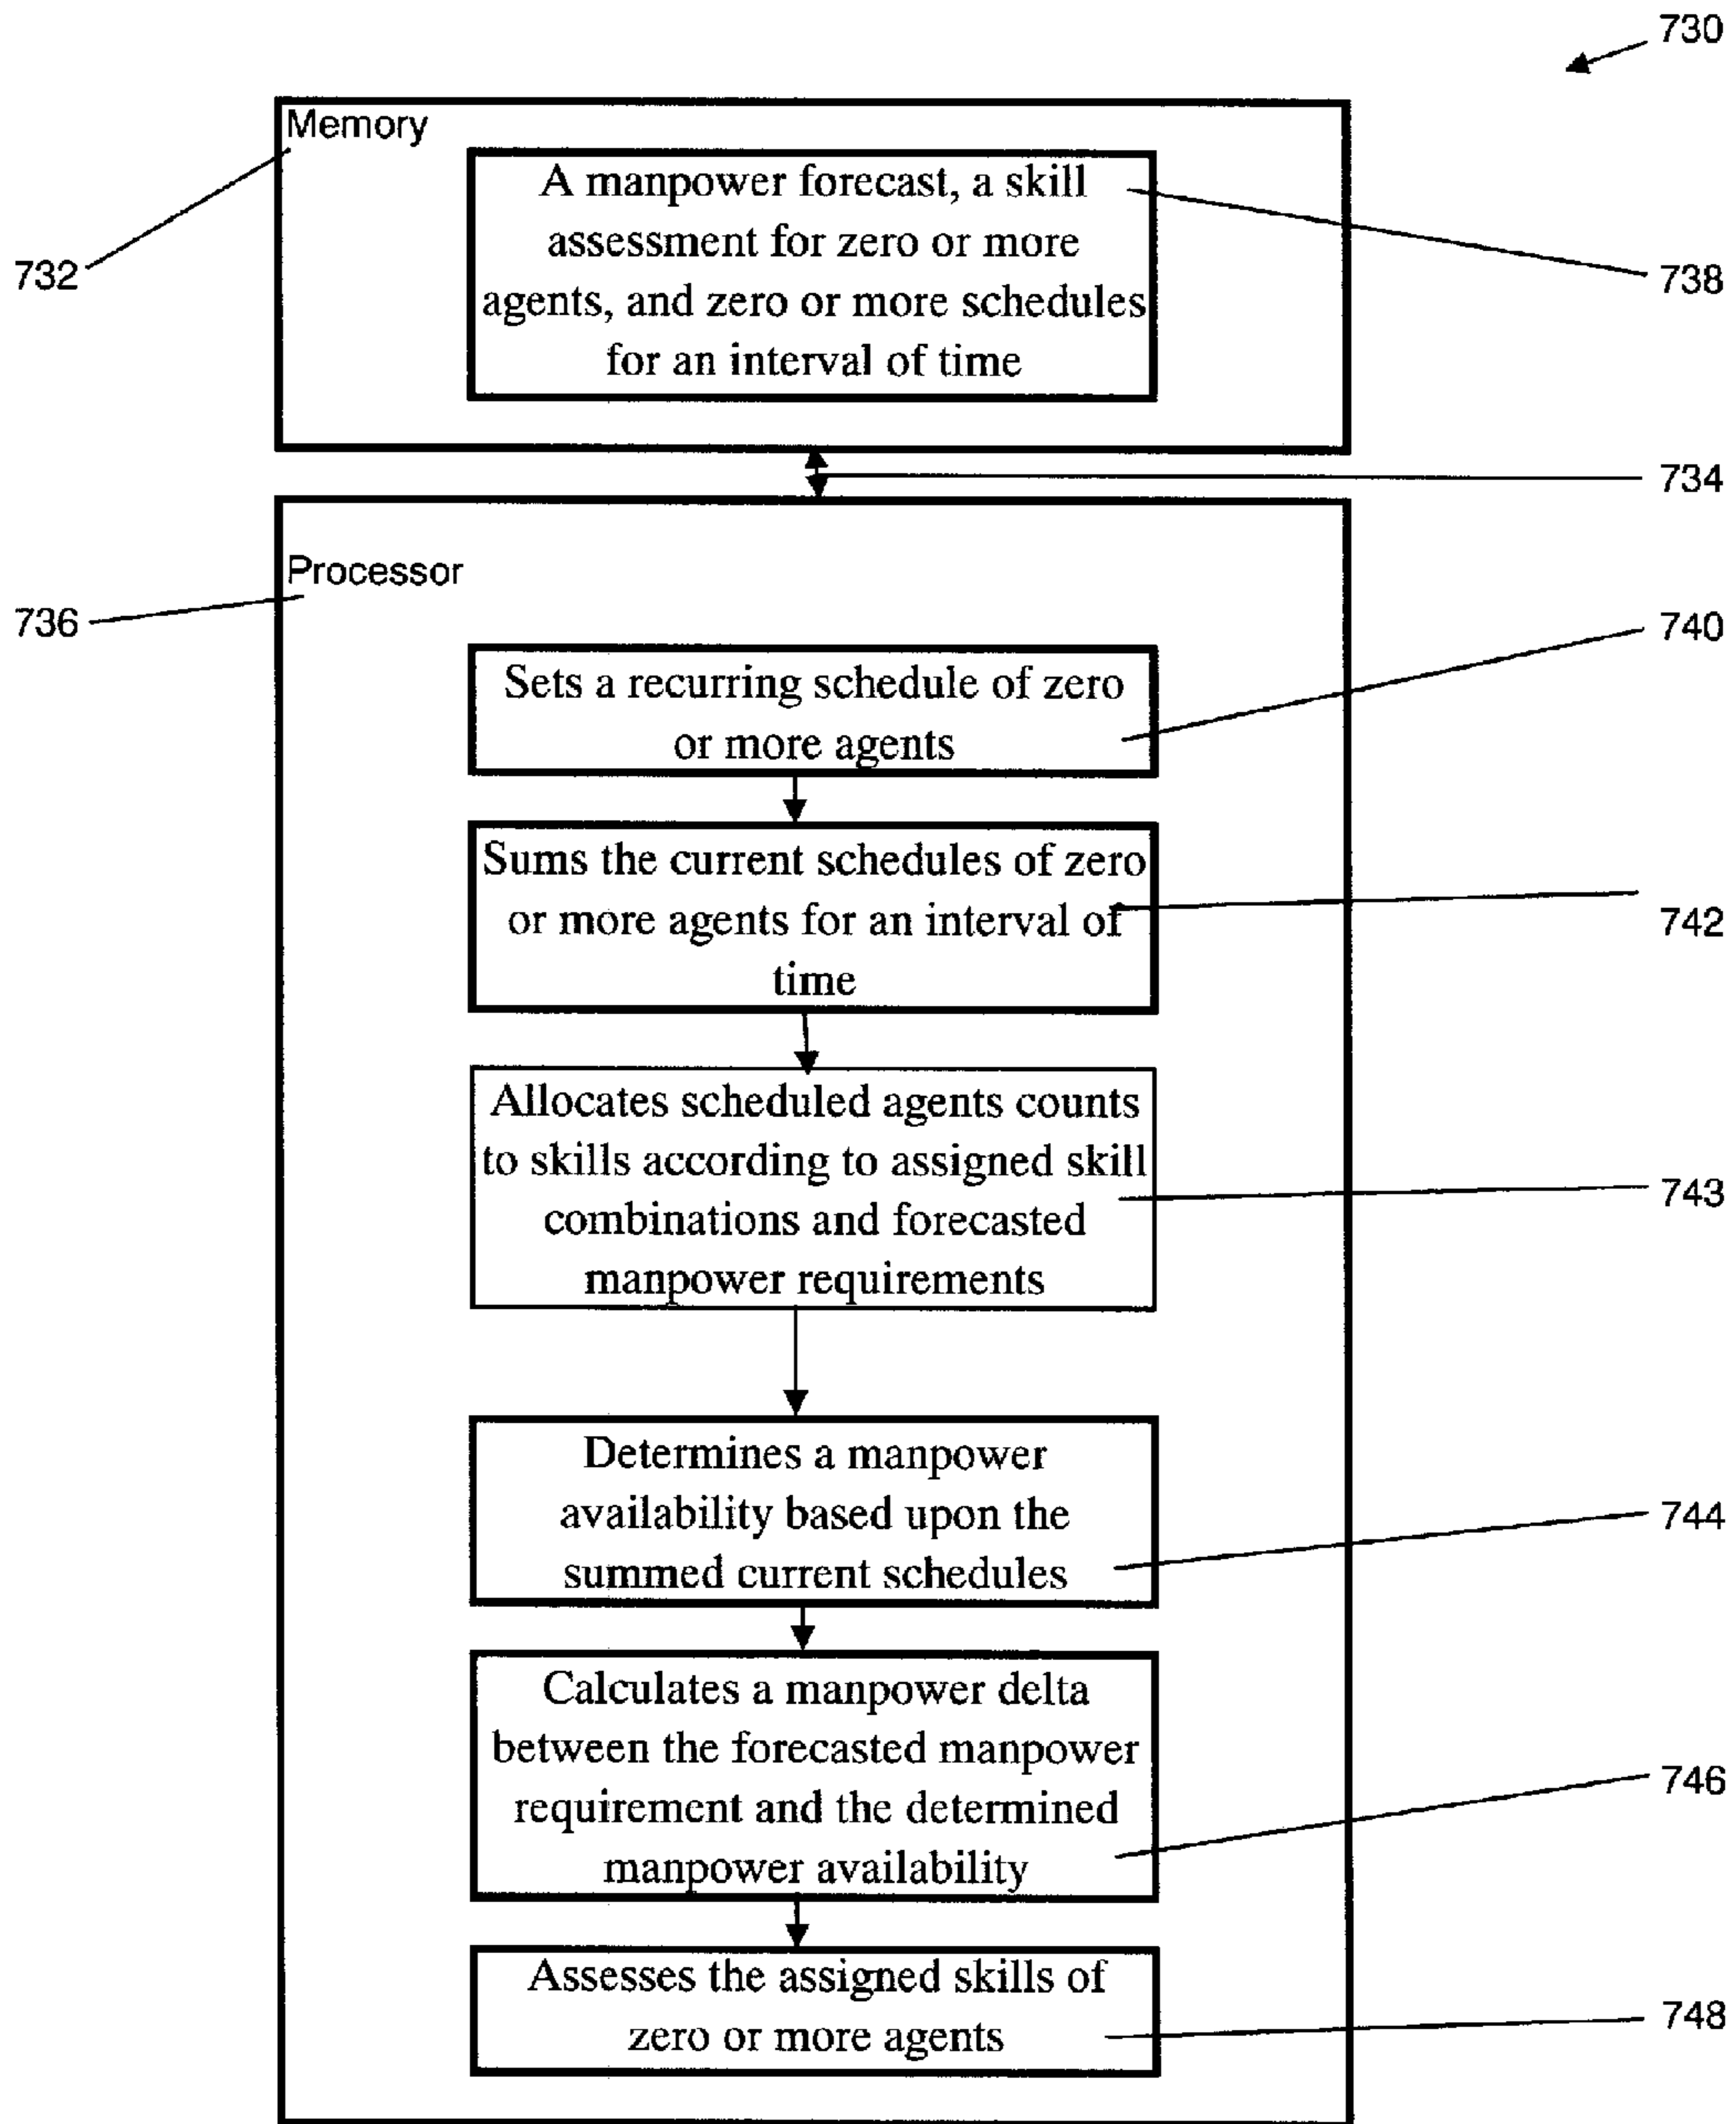 730
Memory
A manpower forecast, a skill
assessment for zero or more
agents, and zero or more schedules
for an interval of time
732
738
734
Processor
736
740
Sets a recurring schedule of zero
or more agents
Sums the current schedules of zero
or more agents for an interval of
time
742
Allocates scheduled agents counts
to skills according to assigned skill
combinations and forecasted
manpower requirements
743
Determines a manpower
availability based upon the
summed current schedules
744
Calculates a manpower delta
between the forecasted manpower
requirement and the determined
manpower availability
746
Assesses the assigned skills of
zero or more agents
748